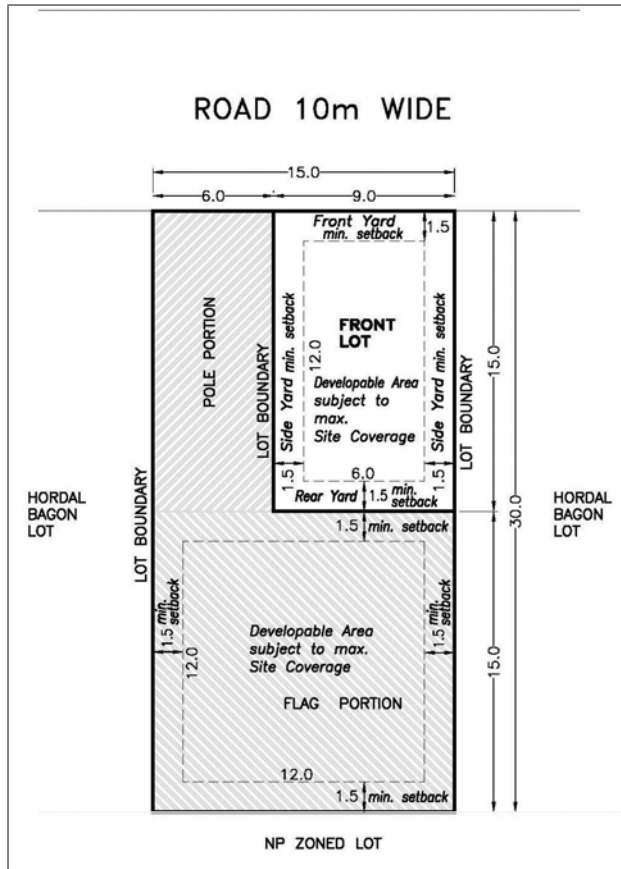 ROAD 10m WIDE
15.0
6.0
9.0
Front Yard
min. setback
1.5
POLE PORTION
LOT BOUNDARY
Side Yard min. setback
12.0
FRONT
LOT
Developable Area
subject to
max.
Site Coverage
Side Yard min. setback
LOT BOUNDARY
15.0
30.0
1.5
6.0
1.5
Rear Yard
1.5 min.
setback
HORDAL
BAGON
LOT
LOT BOUNDARY
HORDAL
BAGON
LOT
1.5 min. setback
1.5 min.
setback
12.0
Developable Area
subject to max.
Site Coverage
1.5 min.
setback
15.0
FLAG PORTION
12.0
1.5 min. setback
NP ZONED LOT